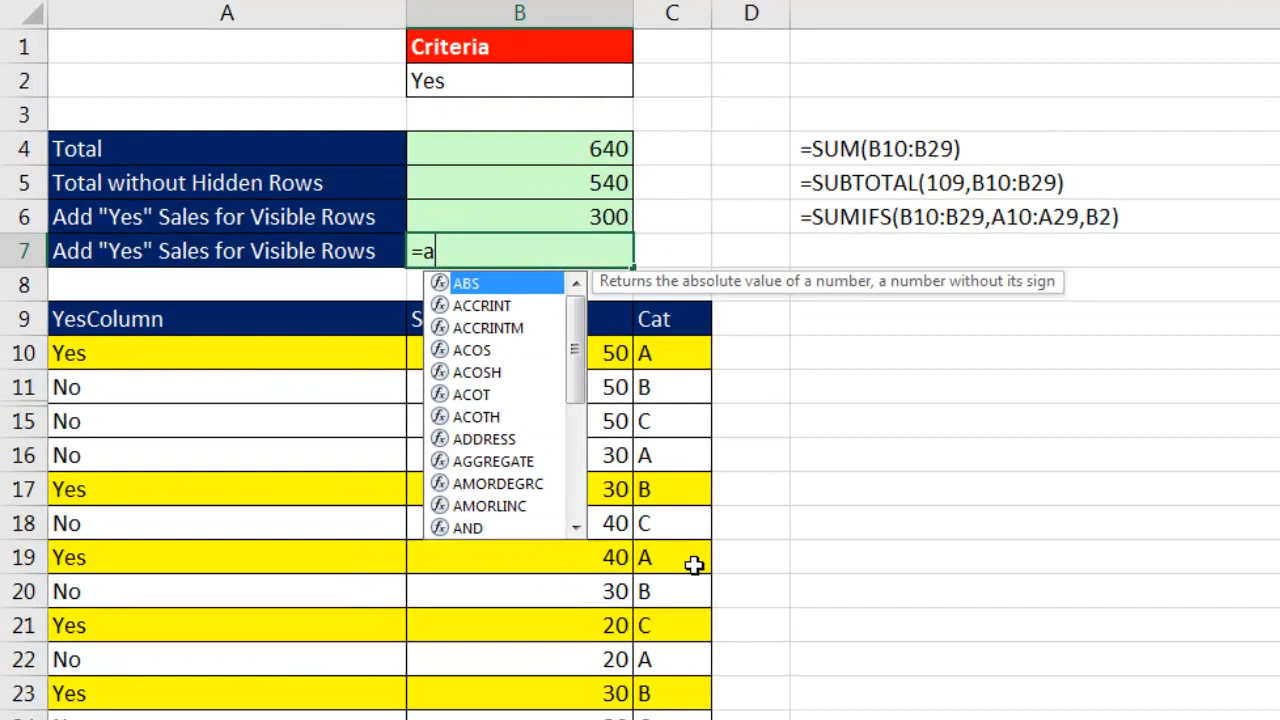 A B C D
1 Criteria
2 Yes
3
4 Total 640 =SUM(B10:B29)
5 Total without Hidden Rows 540 =SUBTOTAL(109,B10:B29)
6 Add "Yes" Sales for Visible Rows 300 =SUMIFS(B10:B29,A10:A29,B2)
7 Add "Yes" Sales for Visible Rows =a
8
ABS Returns the absolute value of a number, a number without its sign
ACCRINT
ACCRINTM
ACOS
ACOSH
ACOT
ACOTH
ADDRESS
AGGREGATE
AMORDEGRC
AMORLINC
AND
9 YesColumn S Cat
10 Yes 50 A
11 No 50 B
15 No 50 C
16 No 30 A
17 Yes 30 B
18 No 40 C
19 Yes 40 A
20 No 30 B
21 Yes 20 C
22 No 20 A
23 Yes 30 B